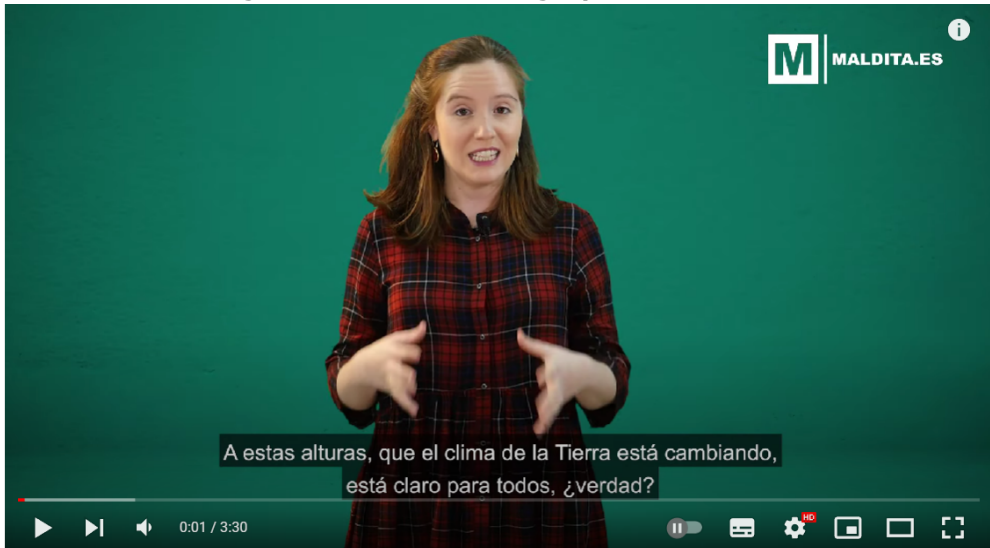 M MALDITA.ES
A estas alturas, que el clima de la Tierra está cambiando,
está claro para todos, ¿verdad?
0:01 / 3:30
HD